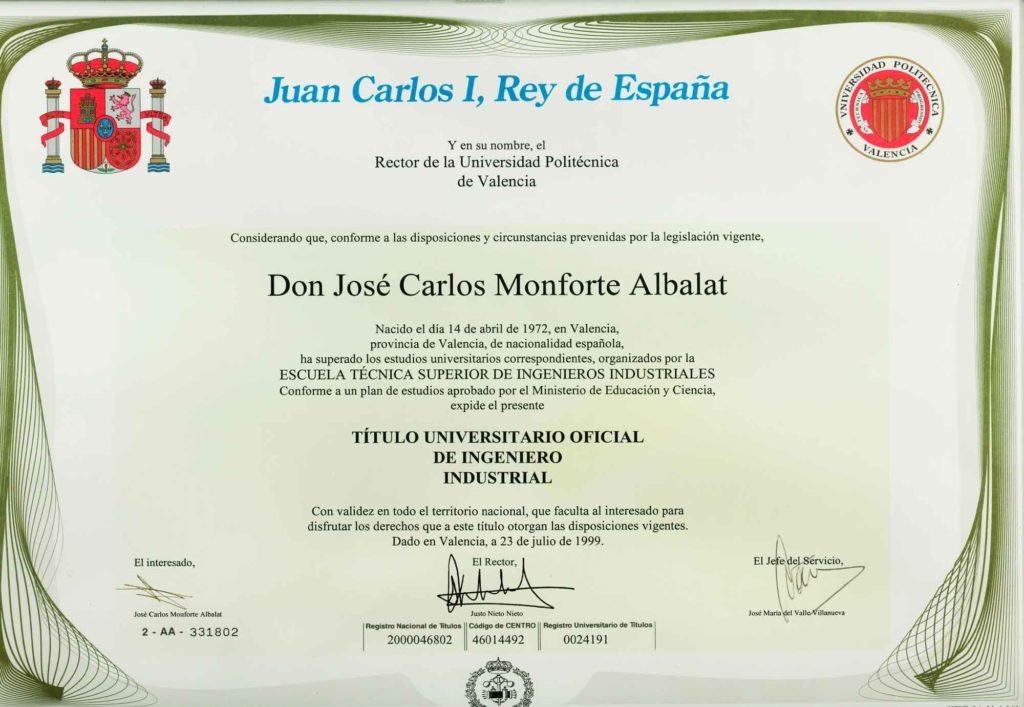 Juan Carlos I, Rey de España
UNIVERSIDAD POLITECNICA
VALENCIA
Y en su nombre, el
Rector de la Universidad Politécnica
de Valencia
Considerando que, conforme a las disposiciones y circunstancias prevenidas por la legislación vigente,
Don José Carlos Monforte Albalat
Nacido el día 14 de abril de 1972, en Valencia,
provincia de Valencia, de nacionalidad española,
ha superado los estudios universitarios correspondientes, organizados por la
ESCUELA TÉCNICA SUPERIOR DE INGENIEROS INDUSTRIALES
Conforme a un plan de estudios aprobado por el Ministerio de Educación y Ciencia,
expide el presente
TÍTULO UNIVERSITARIO OFICIAL
DE INGENIERO
INDUSTRIAL
Con validez en todo el territorio nacional, que faculta al interesado para
disfrutar los derechos que a este título otorgan las disposiciones vigentes.
Dado en Valencia, a 23 de julio de 1999.
El interesado,
El Rector,
El Jefe del Servicio,
José Carlos Monforte Albalat
Justo Nieto Nieto
José María del Valle Villanueva
2 - AA - 331802
Registro Nacional de Títulos Código de CENTRO Registro Universitario de Títulos
2000046802 46014492 0024191